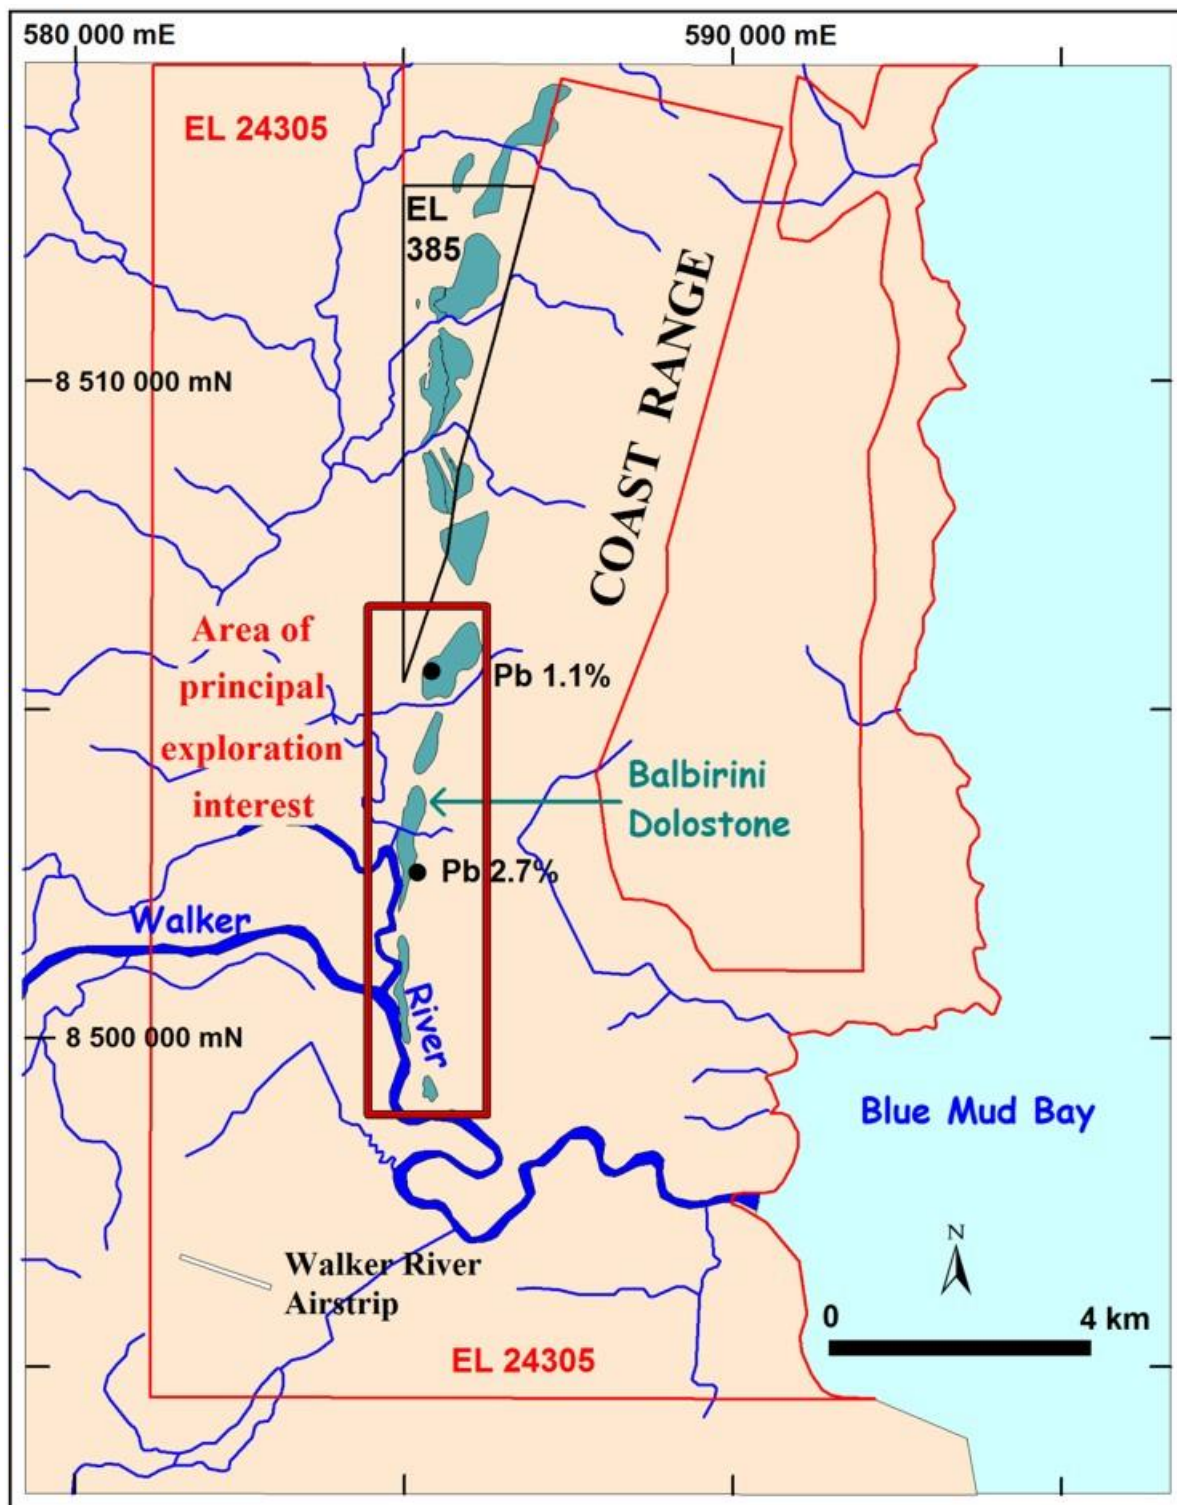 580 000 mE
590 000 mE
EL 24305
EL
385
COAST RANGE
8 510 000 mN
Area of
principal
exploration
interest
Pb 1.1%
Balbirini
Dolostone
Pb 2.7%
Walker
River
8 500 000 mN
Blue Mud Bay
N
Walker River
Airstrip
0 4 km
EL 24305